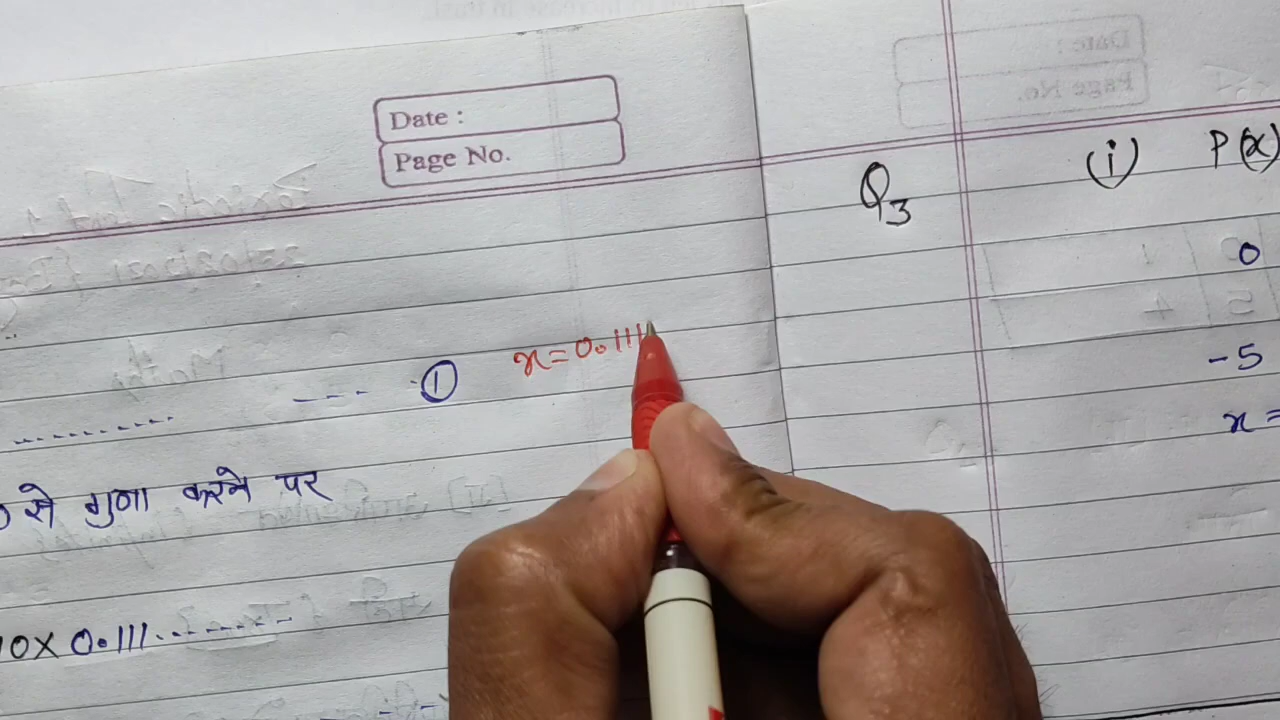 Date :
Page No.
Q3 (i) P(x)
0
x = 0.111
---- ①
-5
x =
से गुणा करने पर
10× 0.111..........